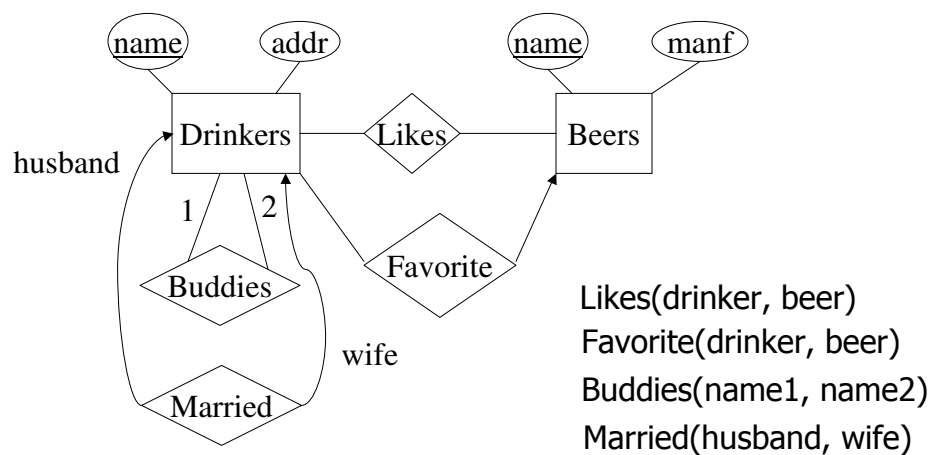 name
addr
name
manf
Drinkers
Likes
Beers
husband
1
2
Buddies
Favorite
wife
Married
Likes(drinker, beer)
Favorite(drinker, beer)
Buddies(name1, name2)
Married(husband, wife)